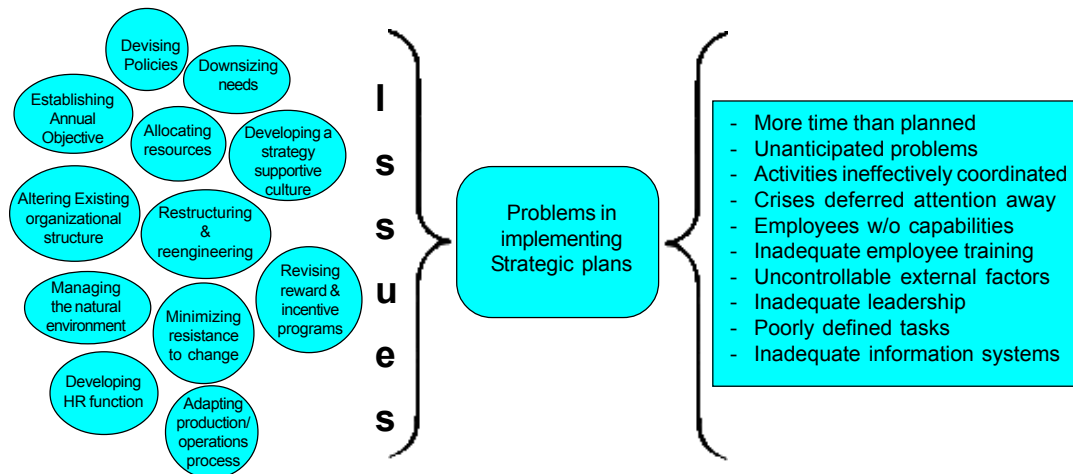 Devising
Policies
Downsizing
needs
Establishing
Annual
Objective
Allocating
resources
Developing a
strategy
supportive
culture
Altering Existing
organizational
structure
Restructuring
&
reengineering
Managing
the natural
environment
Minimizing
resistance
to change
Revising
reward &
incentive
programs
Developing
HR function
Adapting
production/
operations
process
I
s
s
u
e
s
Problems in
implementing
Strategic plans
- More time than planned
- Unanticipated problems
- Activities ineffectively coordinated
- Crises deferred attention away
- Employees w/o capabilities
- Inadequate employee training
- Uncontrollable external factors
- Inadequate leadership
- Poorly defined tasks
- Inadequate information systems